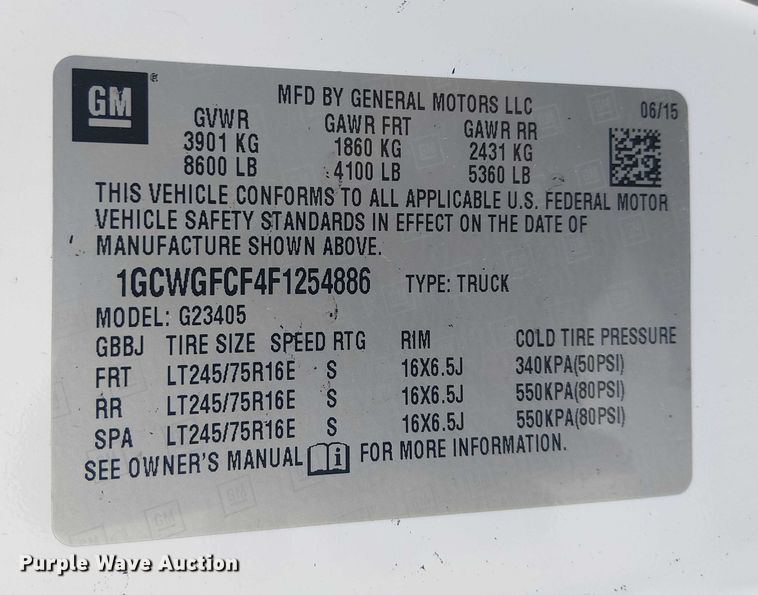 GM ®
MFD BY GENERAL MOTORS LLC 06/15
GVWR GAWR FRT GAWR RR
3901 KG 1860 KG 2431 KG
8600 LB 4100 LB 5360 LB
THIS VEHICLE CONFORMS TO ALL APPLICABLE U.S. FEDERAL MOTOR
VEHICLE SAFETY STANDARDS IN EFFECT ON THE DATE OF
MANUFACTURE SHOWN ABOVE.
1GCWGFCF4F1254886 TYPE: TRUCK
MODEL: G23405
GBBJ TIRE SIZE SPEED RTG RIM COLD TIRE PRESSURE
FRT LT245/75R16E S 16X6.5J 340KPA(50PSI)
RR LT245/75R16E S 16X6.5J 550KPA(80PSI)
SPA LT245/75R16E S 16X6.5J 550KPA(80PSI)
SEE OWNER'S MANUAL i FOR MORE INFORMATION.
Purple Wave Auction